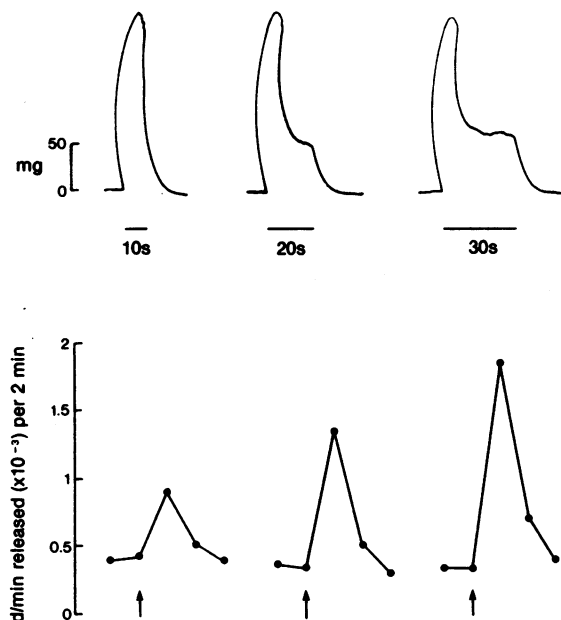 50
mg
0
10s
20s
30s
2
1.5
1
0.5
0
d/min released (x10⁻³) per 2 min